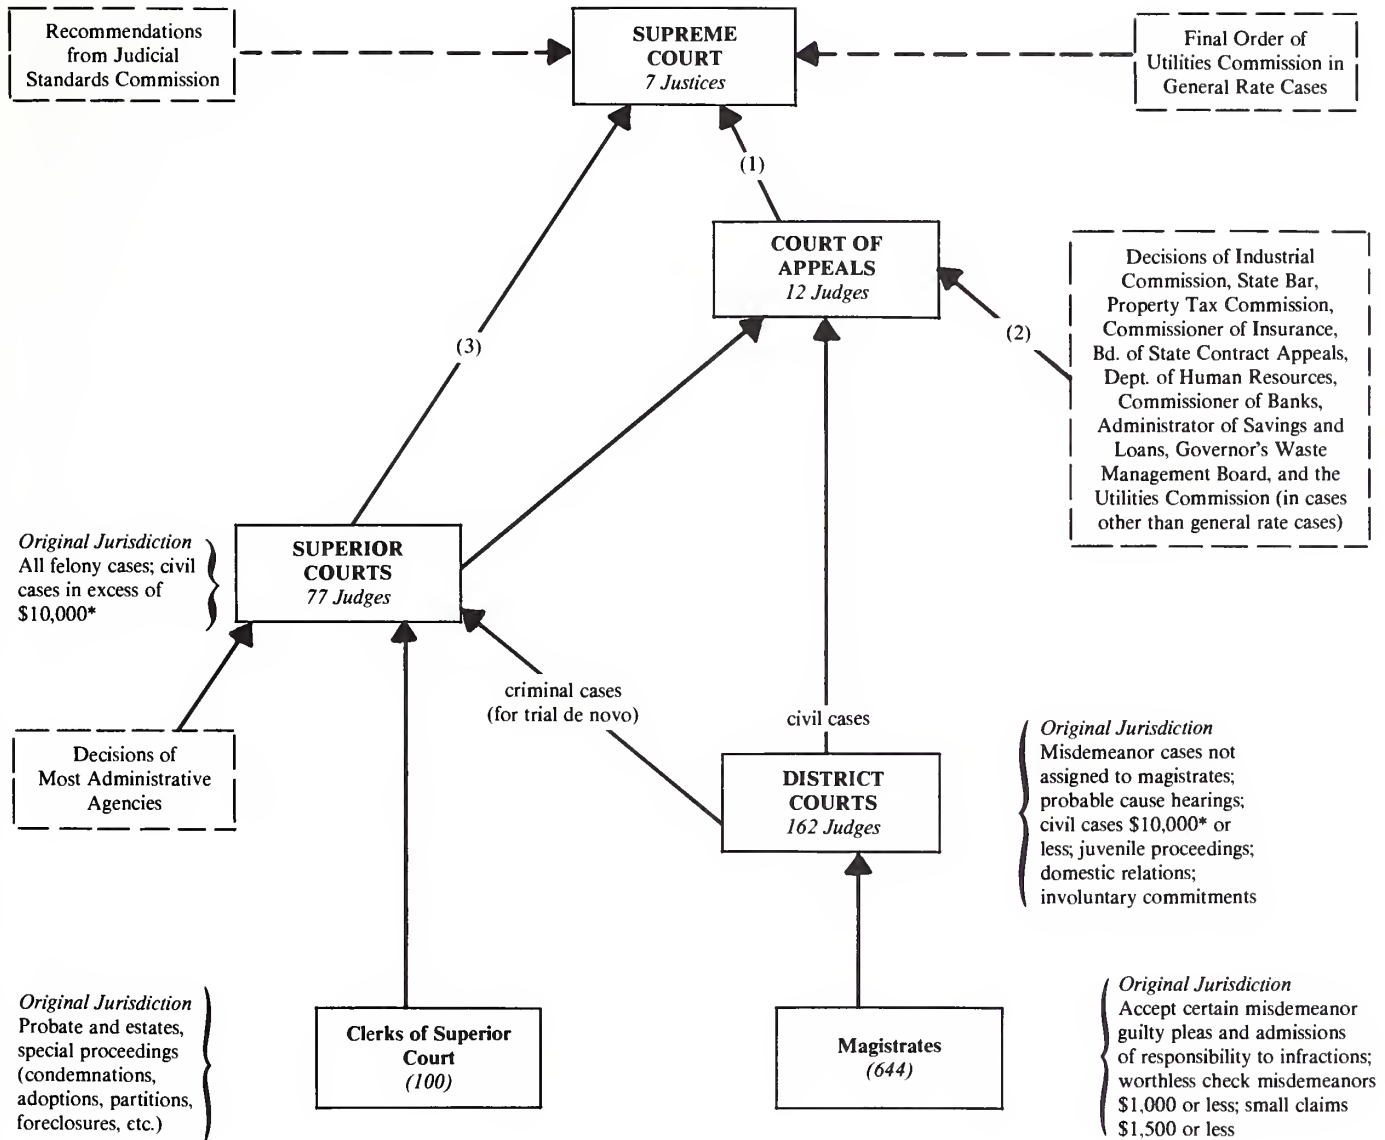 Recommendations
from Judicial
Standards Commission
SUPREME
COURT
7 Justices
Final Order of
Utilities Commission in
General Rate Cases
(1)
COURT OF
APPEALS
12 Judges
(2)
Decisions of Industrial
Commission, State Bar,
Property Tax Commission,
Commissioner of Insurance,
Bd. of State Contract Appeals,
Dept. of Human Resources,
Commissioner of Banks,
Administrator of Savings and
Loans, Governor's Waste
Management Board, and the
Utilities Commission (in cases
other than general rate cases)
(3)
Original Jurisdiction
All felony cases; civil
cases in excess of
$10,000*
SUPERIOR
COURTS
77 Judges
criminal cases
(for trial de novo)
civil cases
Decisions of
Most Administrative
Agencies
DISTRICT
COURTS
162 Judges
Original Jurisdiction
Misdemeanor cases not
assigned to magistrates;
probable cause hearings;
civil cases $10,000* or
less; juvenile proceedings;
domestic relations;
involuntary commitments
Original Jurisdiction
Probate and estates,
special proceedings
(condemnations,
adoptions, partitions,
foreclosures, etc.)
Clerks of Superior
Court
(100)
Magistrates
(644)
Original Jurisdiction
Accept certain misdemeanor
guilty pleas and admissions
of responsibility to infractions;
worthless check misdemeanors
$1,000 or less; small claims
$1,500 or less